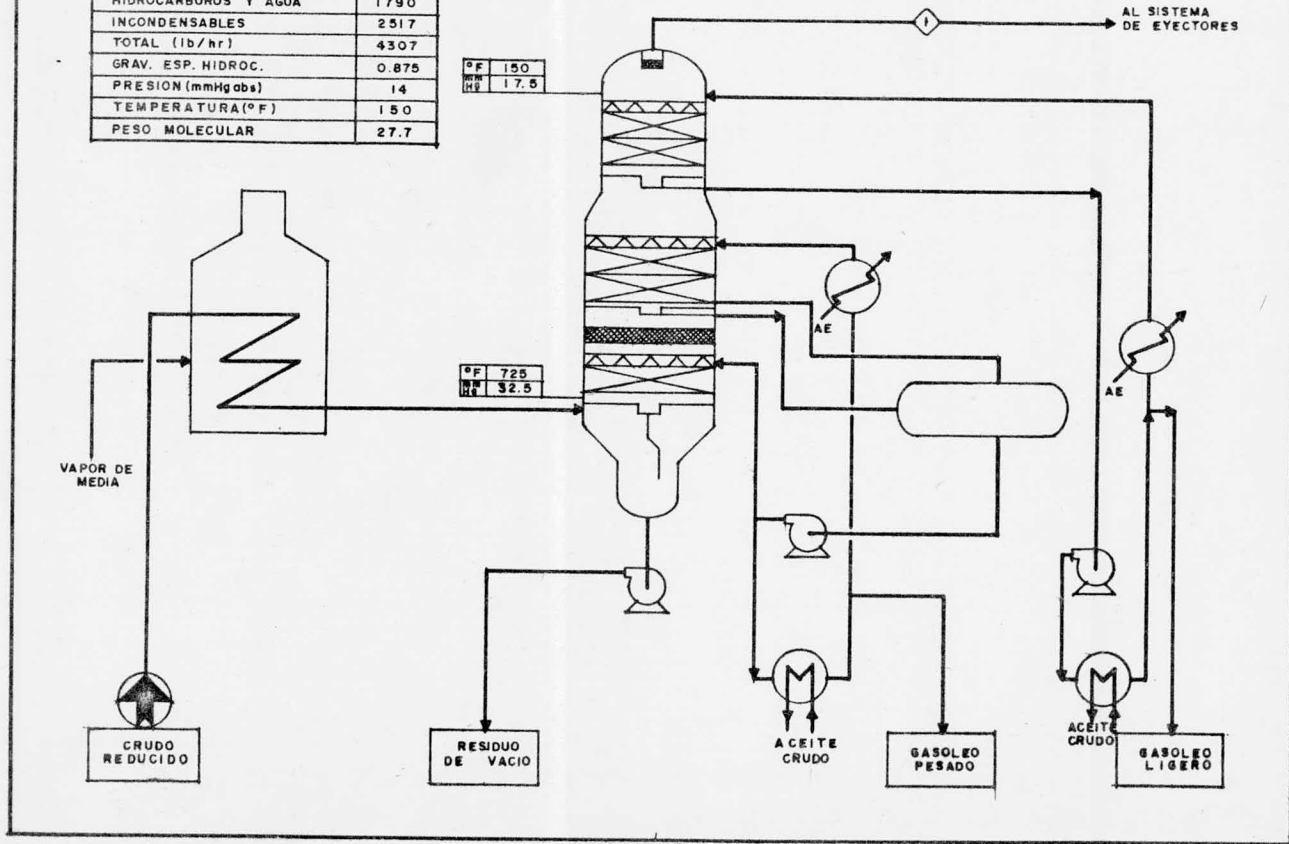 HIDROCARBUROS Y AGUA 1790
INCONDENSABLES 2517
TOTAL (lb/hr) 4307
GRAV. ESP. HIDROC. 0.875
PRESION (mmHg abs) 14
TEMPERATURA (°F) 150
PESO MOLECULAR 27.7
°F 150
mm Hg 17.5
1
AL SISTEMA
DE EYECTORES
AE
°F 725
mm Hg 32.5
AE
VAPOR DE
MEDIA
CRUDO
REDUCIDO
RESIDUO
DE VACIO
ACEITE
CRUDO
GASOLEO
PESADO
ACEITE
CRUDO
GASOLEO
LIGERO